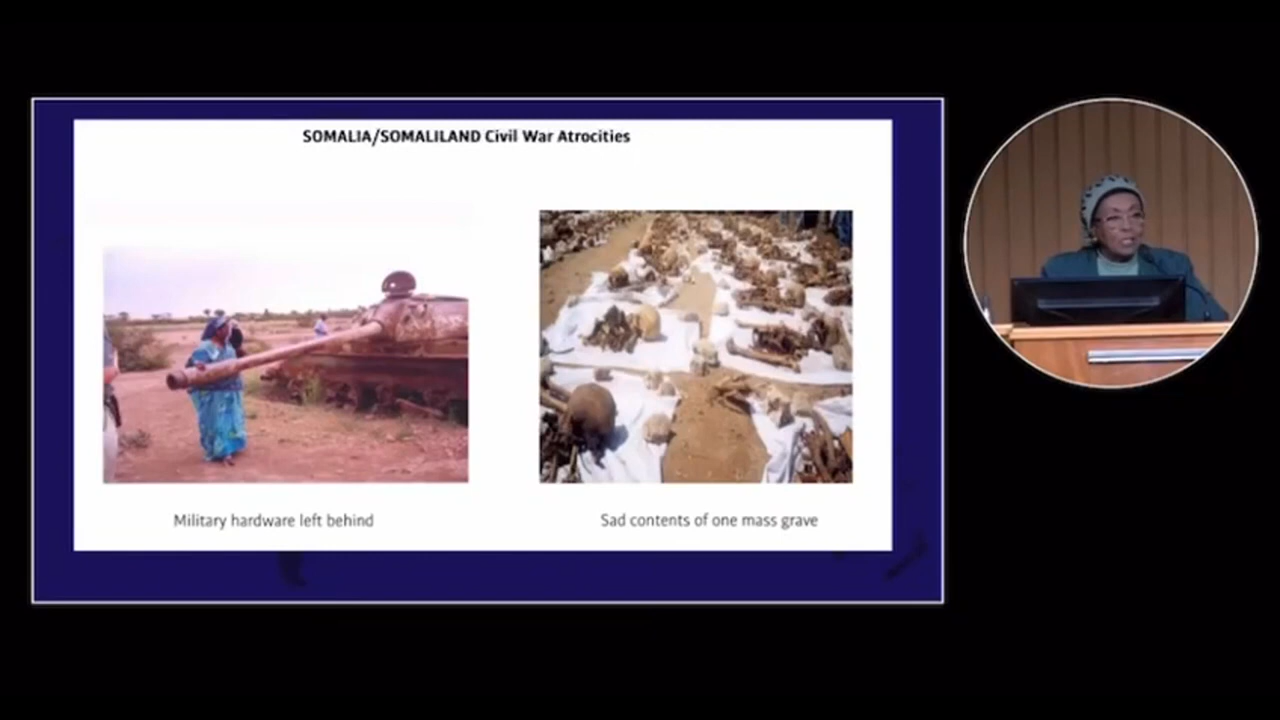 SOMALIA/SOMALILAND Civil War Atrocities
Military hardware left behind
Sad contents of one mass grave